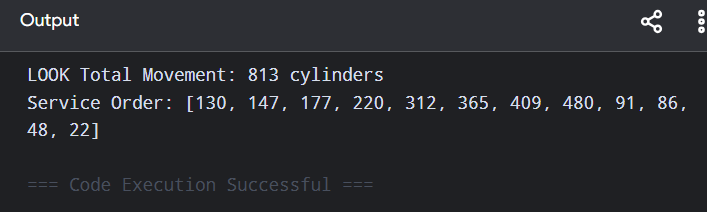 Output
LOOK Total Movement: 813 cylinders
Service Order: [130, 147, 177, 220, 312, 365, 409, 480, 91, 86,
48, 22]
=== Code Execution Successful ===